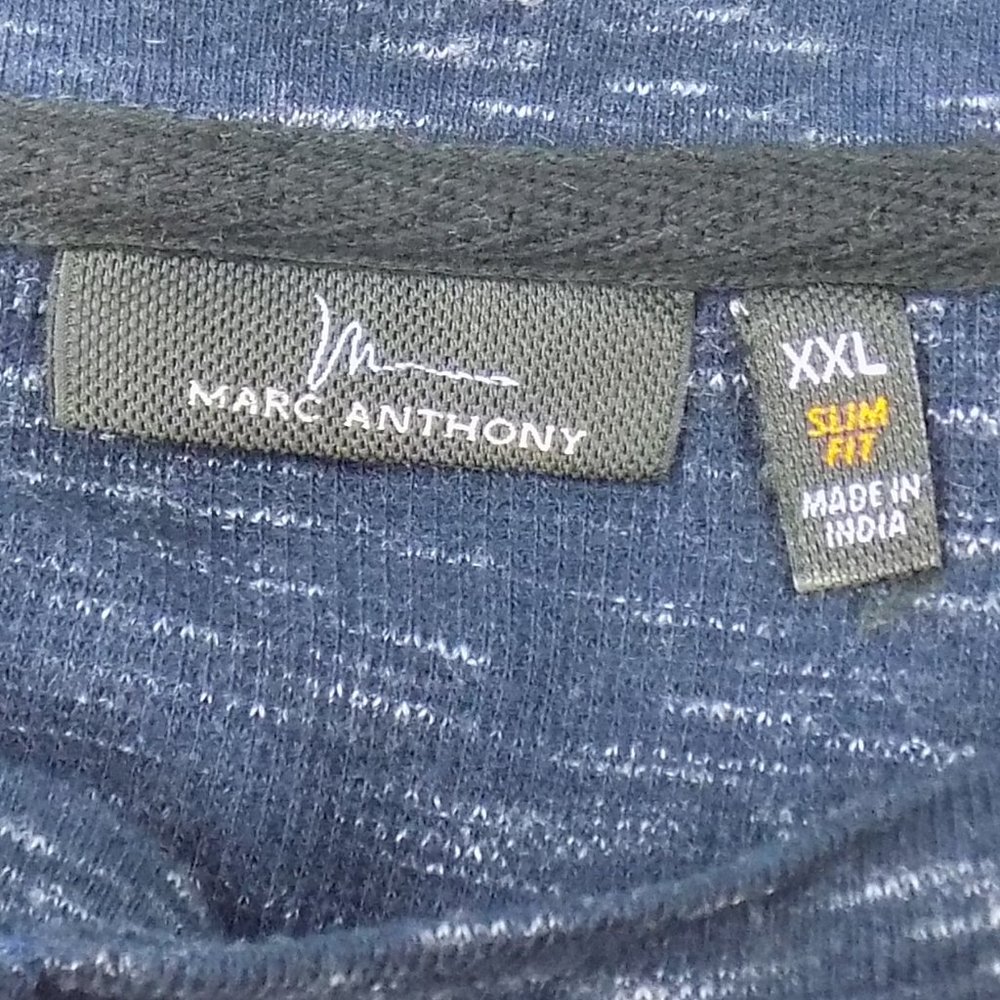 MARC ANTHONY
XXL
SLIM
FIT
MADE IN
INDIA